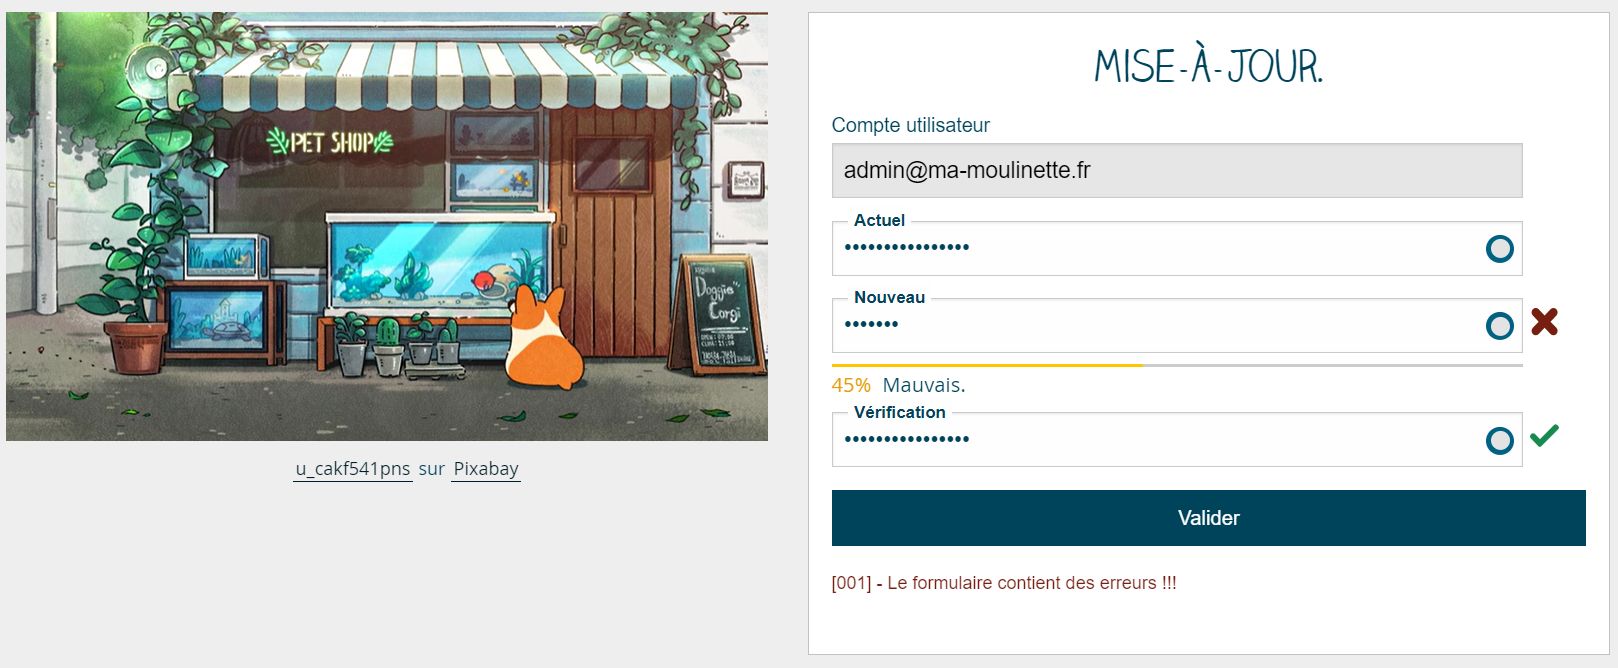 PET SHOP
Doggie
Corgi
u_cakf541pns sur Pixabay
MISE-À-JOUR.
Compte utilisateur
admin@ma-moulinette.fr
Actuel
••••••••••••••••
Nouveau
•••••••
45% Mauvais.
Vérification
••••••••••••••••
Valider
[001] - Le formulaire contient des erreurs !!!